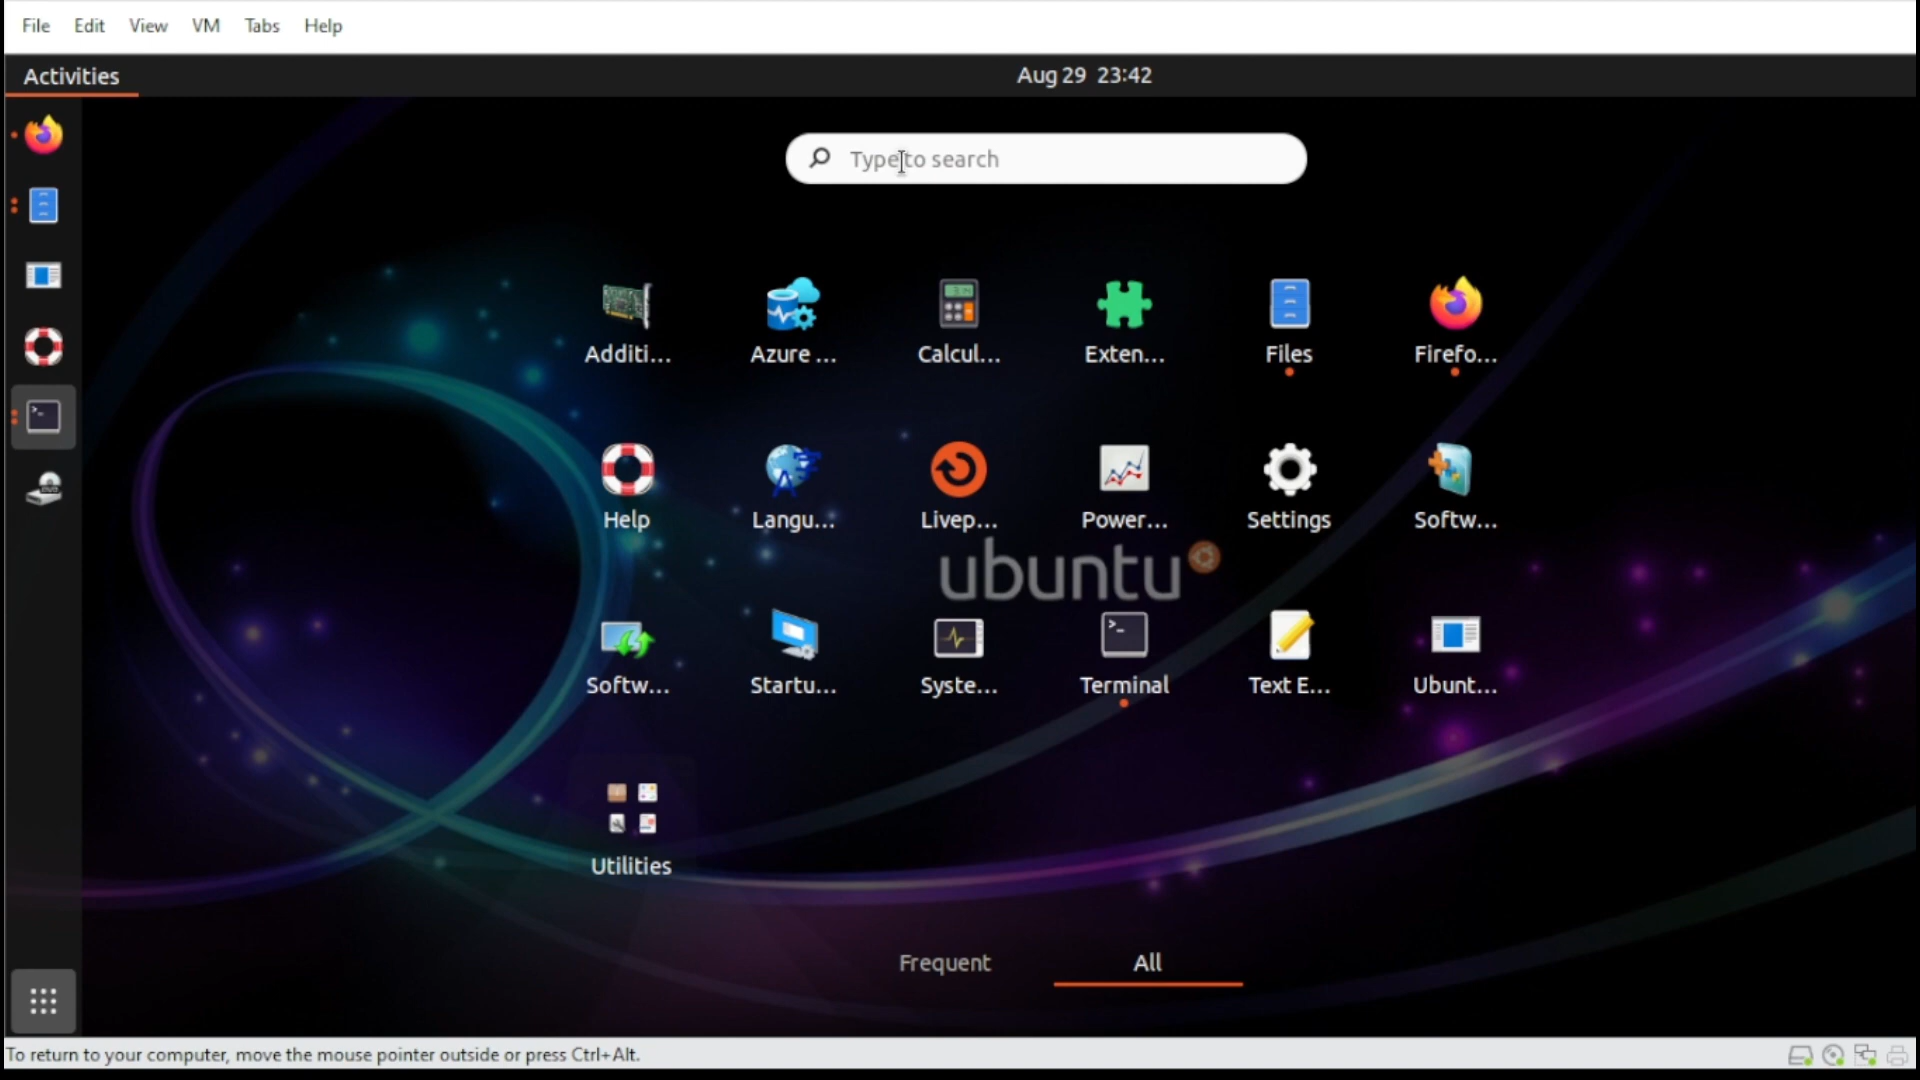 File Edit View VM Tabs Help
Activities
Aug 29 23:42
Type to search
Additi... Azure ... Calcul... Exten... Files Firefo...
Help Langu... Livep... Power... Settings Softw...
ubuntu
Softw... Startu... Syste... Terminal Text E... Ubunt...
Utilities
Frequent All
To return to your computer, move the mouse pointer outside or press Ctrl+Alt.